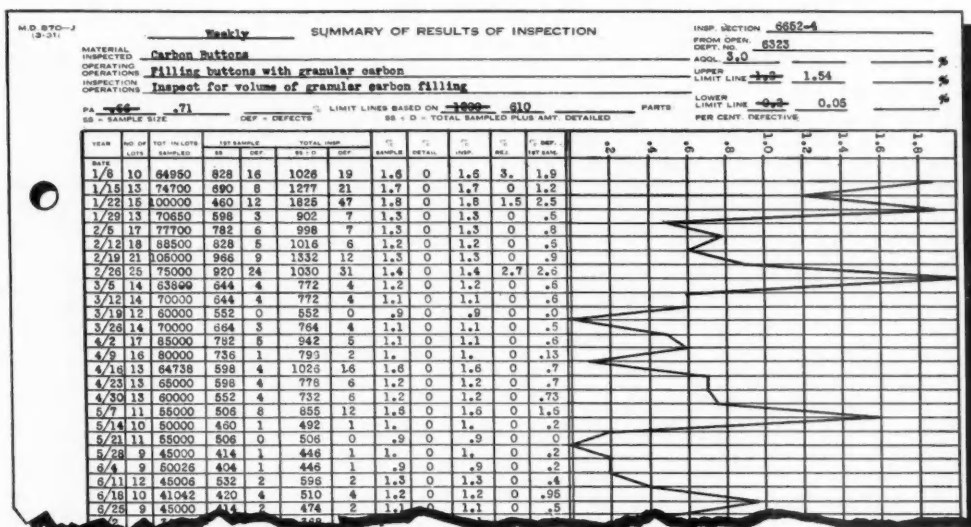 M.D. 870—J
(3-31)
Weekly SUMMARY OF RESULTS OF INSPECTION
INSP. SECTION 6652-4
FROM OPEN.
DEPT. NO. 6323
MATERIAL
INSPECTED Carbon Buttons
AQQL. 3.0 %
OPERATING
OPERATIONS Filling buttons with granular carbon
UPPER
LIMIT LINE 1.54 %
INSPECTION
OPERATIONS Inspect for volume of granular carbon filling
LOWER
LIMIT LINE 0.05 %
PA .66 .71 % LIMIT LINES BASED ON 610 PARTS
PER CENT. DEFECTIVE
SS = SAMPLE SIZE DEF = DEFECTS SS + D = TOTAL SAMPLED PLUS AMT. DETAILED
YEAR NO OF LOTS TOT IN LOTS SAMPLED 1ST SAMPLE TOTAL INSP % SAMPLE % DETAIL % INSP. % REJ. % DEF. 1ST SAM. .2 .4 .6 .8 1.0 1.2 1.4 1.6 1.8
DATE SS DEF SS + D DEF
1/8 10 64950 828 16 1026 19 1.6 0 1.6 3. 1.9
1/15 13 74700 690 8 1277 21 1.7 0 1.7 0 1.2
1/22 15 100000 460 12 1825 47 1.8 0 1.8 1.5 2.5
1/29 13 70650 598 3 902 7 1.3 0 1.3 0 .5
2/5 17 77700 782 6 998 7 1.3 0 1.3 0 .8
2/12 18 88500 828 5 1016 6 1.2 0 1.2 0 .6
2/19 21 105000 966 9 1332 12 1.3 0 1.3 0 .9
2/26 25 75000 920 24 1030 31 1.4 0 1.4 2.7 2.6
3/5 14 63800 644 4 772 4 1.2 0 1.2 0 .6
3/12 14 70000 644 4 772 4 1.1 0 1.1 0 .6
3/19 12 60000 552 0 552 0 .9 0 .9 0 .0
3/26 14 70000 664 3 764 4 1.1 0 1.1 0 .5
4/2 17 85000 782 5 942 5 1.1 0 1.1 0 .6
4/9 16 80000 736 1 799 2 1. 0 1. 0 .13
4/16 13 64738 598 4 1026 16 1.6 0 1.6 0 .7
4/23 13 65000 598 4 778 6 1.2 0 1.2 0 .7
4/30 13 60000 552 4 732 6 1.2 0 1.2 0 .73
5/7 11 55000 506 8 855 12 1.6 0 1.6 0 1.6
5/14 10 50000 460 1 492 1 1. 0 1. 0 .2
5/21 11 55000 506 0 506 0 .9 0 .9 0 0
5/28 9 45000 414 1 446 1 1. 0 1. 0 .2
6/4 9 50026 404 1 446 1 .9 0 .9 0 .2
6/11 12 45006 532 2 596 2 1.3 0 1.3 0 .4
6/18 10 41042 420 4 510 4 1.2 0 1.2 0 .95
6/25 9 45000 414 2 474 2 1.1 0 1.1 0 .5